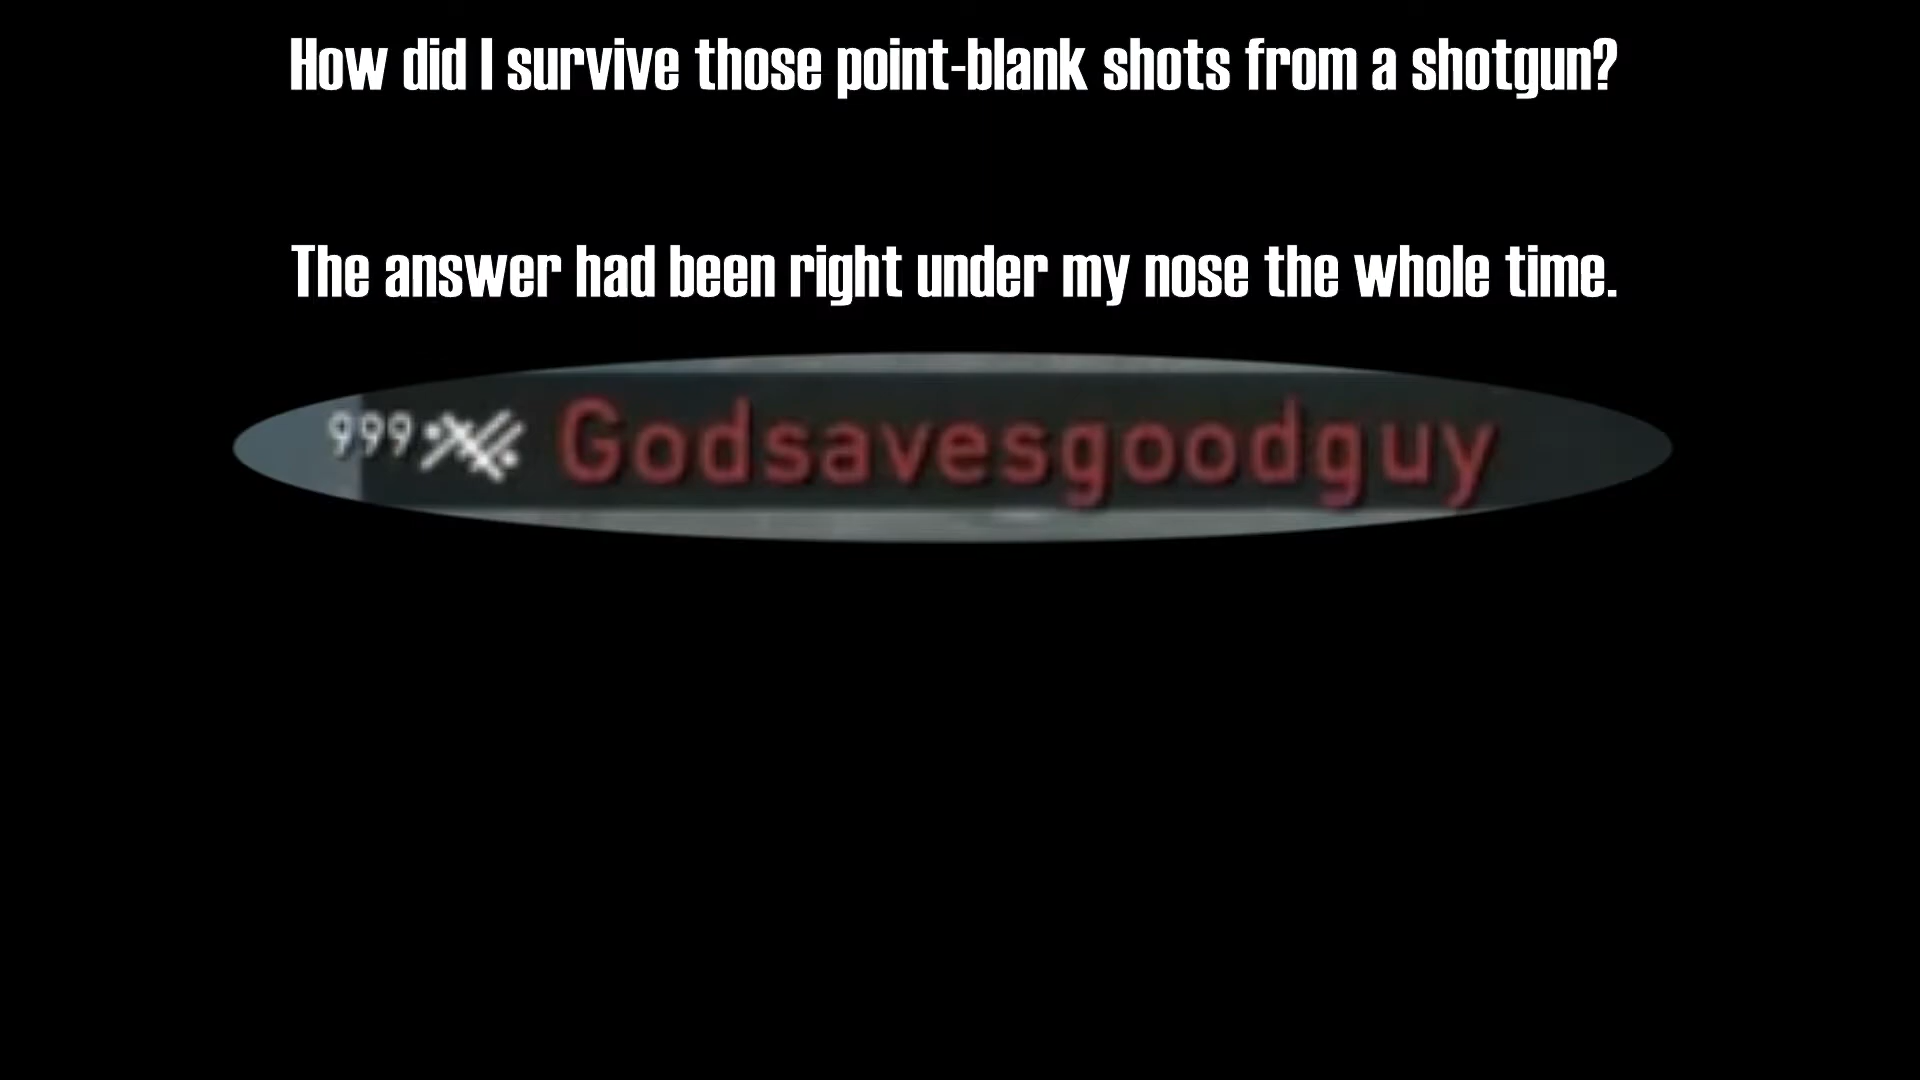 How did I survive those point-blank shots from a shotgun?
The answer had been right under my nose the whole time.
999 Godsavesgoodguy